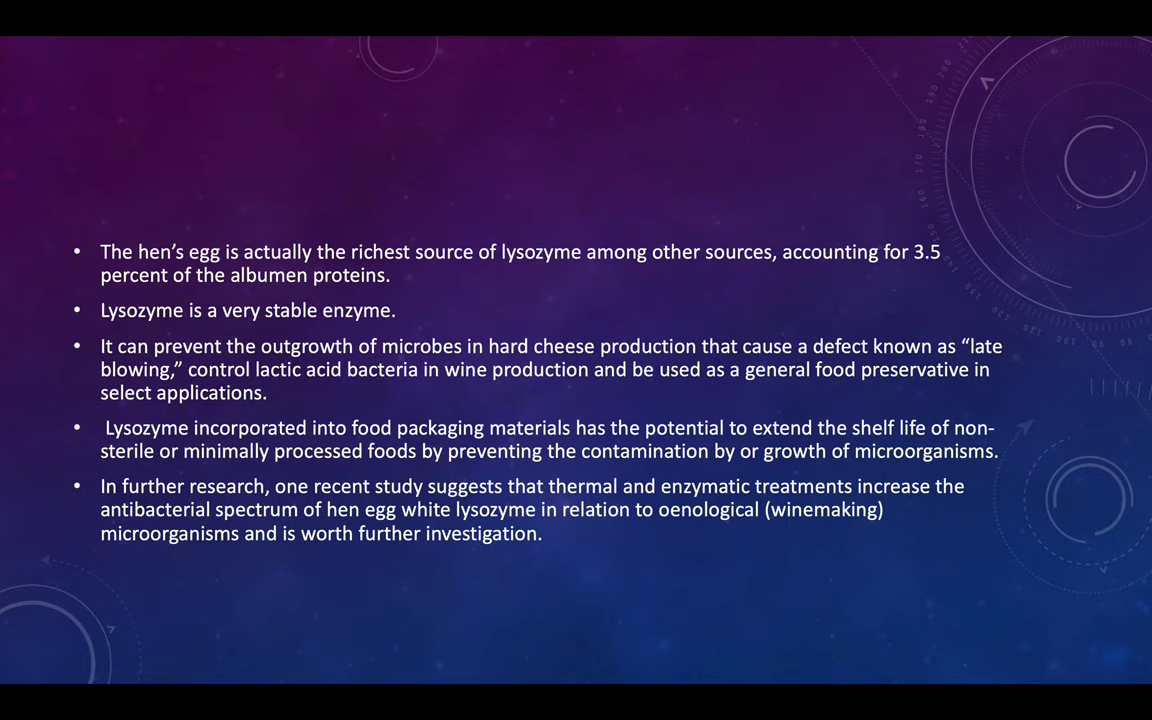 • The hen’s egg is actually the richest source of lysozyme among other sources, accounting for 3.5
percent of the albumen proteins.
• Lysozyme is a very stable enzyme.
• It can prevent the outgrowth of microbes in hard cheese production that cause a defect known as “late
blowing,” control lactic acid bacteria in wine production and be used as a general food preservative in
select applications.
• Lysozyme incorporated into food packaging materials has the potential to extend the shelf life of non-
sterile or minimally processed foods by preventing the contamination by or growth of microorganisms.
• In further research, one recent study suggests that thermal and enzymatic treatments increase the
antibacterial spectrum of hen egg white lysozyme in relation to oenological (winemaking)
microorganisms and is worth further investigation.